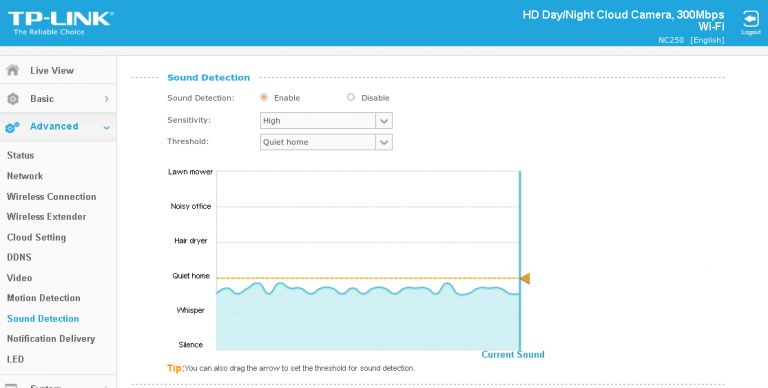 TP-LINK®
The Reliable Choice
HD Day/Night Cloud Camera, 300Mbps
Wi-Fi
NC250 [English]
Logout
Live View
Basic
Advanced
Status
Network
Wireless Connection
Wireless Extender
Cloud Setting
DDNS
Video
Motion Detection
Sound Detection
Notification Delivery
LED
Sound Detection
Sound Detection: Enable Disable
Sensitivity: High
Threshold: Quiet home
Lawn mower
Noisy office
Hair dryer
Quiet home
Whisper
Silence
Current Sound
Tip:You can also drag the arrow to set the threshold for sound detection.